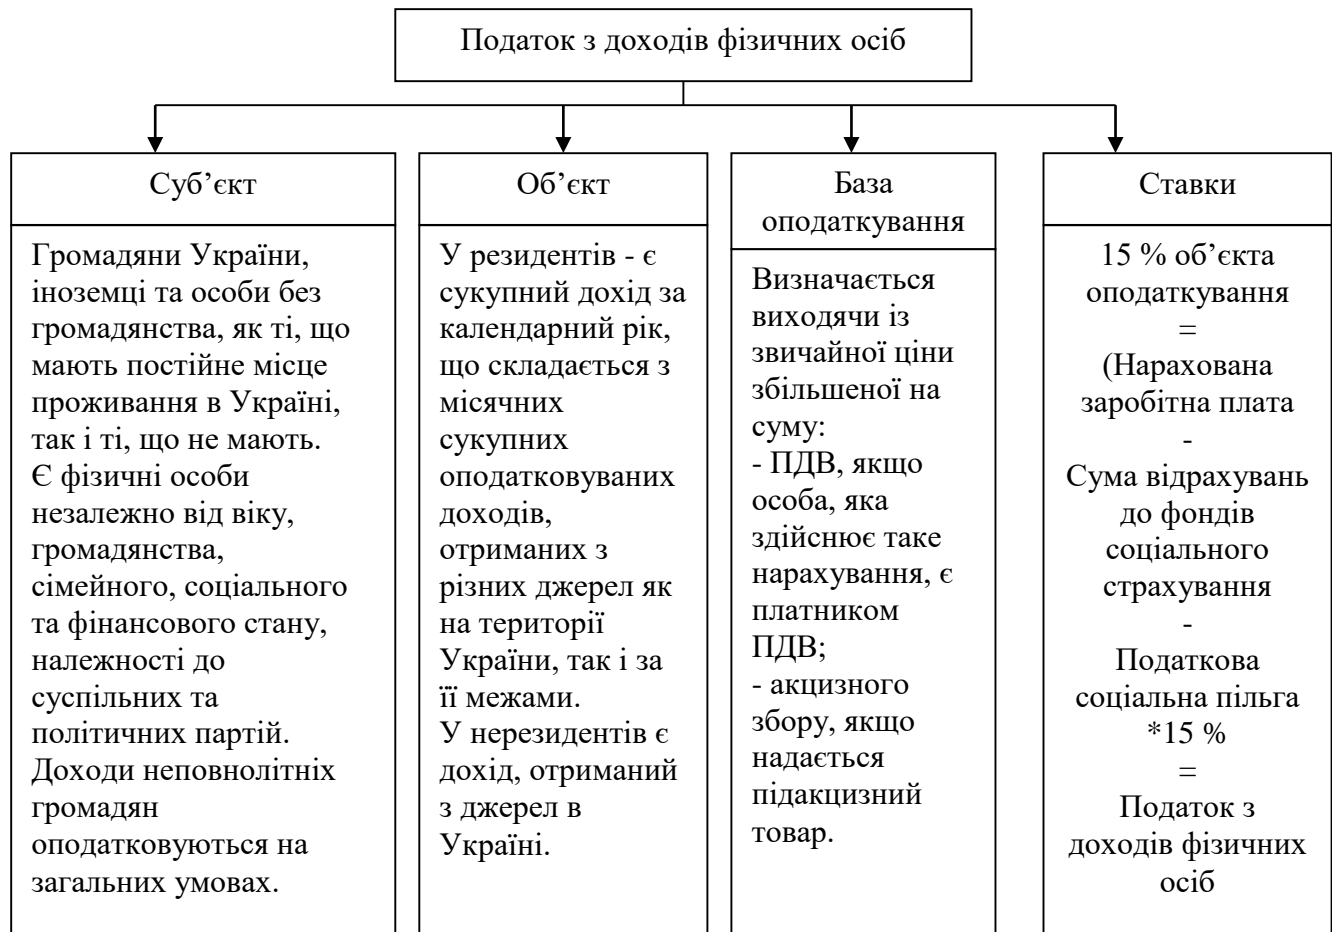 Податок з доходів фізичних осіб
Суб’єкт
Громадяни України,
іноземці та особи без
громадянства, як ті, що
мають постійне місце
проживання в Україні,
так і ті, що не мають.
Є фізичні особи
незалежно від віку,
громадянства,
сімейного, соціального
та фінансового стану,
належності до
суспільних та
політичних партій.
Доходи неповнолітніх
громадян
оподатковуються на
загальних умовах.
Об’єкт
У резидентів - є
сукупний дохід за
календарний рік,
що складається з
місячних
сукупних
оподатковуваних
доходів,
отриманих з
різних джерел як
на території
України, так і за
її межами.
У нерезидентів є
дохід, отриманий
з джерел в
Україні.
База
оподаткування
Визначається
виходячи із
звичайної ціни
збільшеної на
суму:
- ПДВ, якщо
особа, яка
здійснює таке
нарахування, є
платником
ПДВ;
- акцизного
збору, якщо
надається
підакцизний
товар.
Ставки
15 % об’єкта
оподаткування
=
(Нарахована
заробітна плата
-
Сума відрахувань
до фондів
соціального
страхування
-
Податкова
соціальна пільга
*15 %
=
Податок з
доходів фізичних
осіб